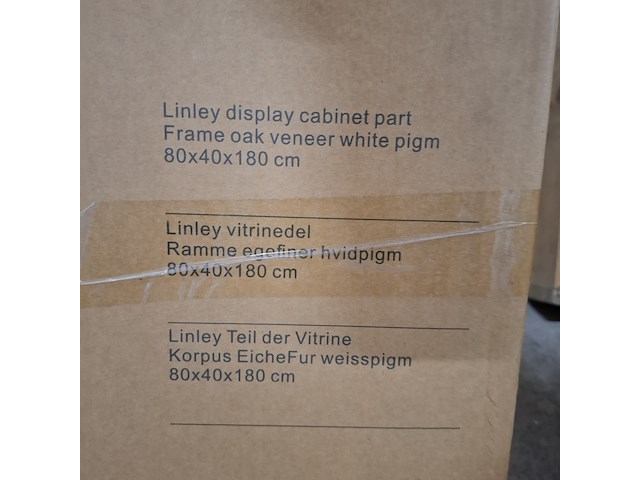 Linley display cabinet part
Frame oak veneer white pigm
80x40x180 cm
Linley vitrinedel
Ramme egefiner hvidpigm
80x40x180 cm
Linley Teil der Vitrine
Korpus EicheFur weisspigm
80x40x180 cm